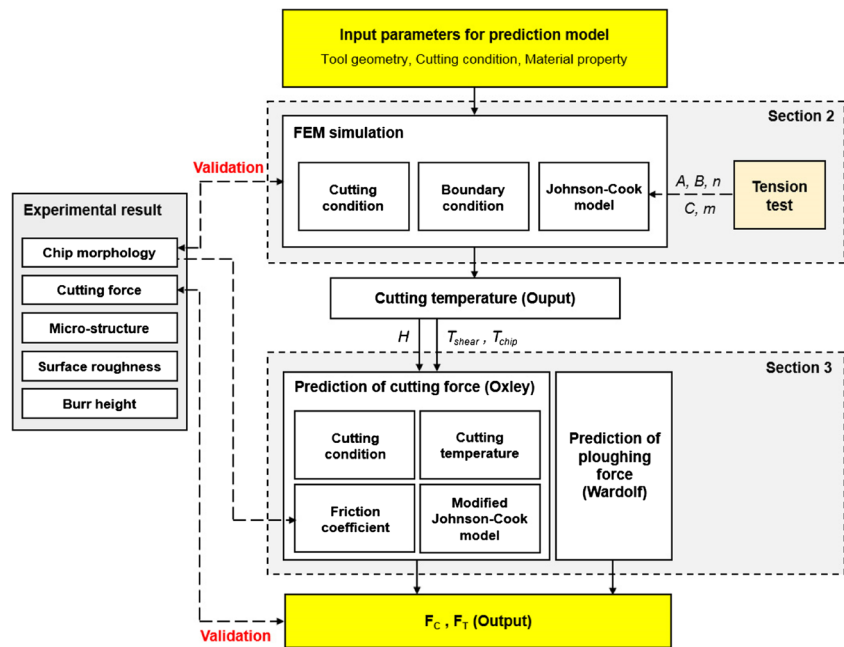 Input parameters for prediction model
Tool geometry, Cutting condition, Material property
Section 2
FEM simulation
Validation
Cutting
condition
Boundary
condition
Johnson-Cook
model
A, B, n
C, m
Tension
test
Experimental result
Chip morphology
Cutting force
Micro-structure
Surface roughness
Burr height
Cutting temperature (Ouput)
H
Tshear , Tchip
Section 3
Prediction of cutting force (Oxley)
Cutting
condition
Cutting
temperature
Friction
coefficient
Modified
Johnson-Cook
model
Prediction of
ploughing
force
(Wardolf)
FC , FT (Output)
Validation